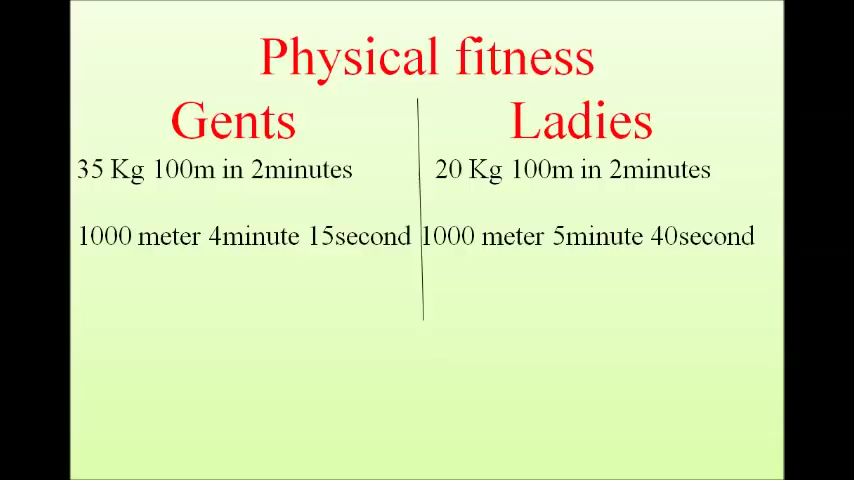 Physical fitness
Gents
Ladies
35 Kg 100m in 2minutes
20 Kg 100m in 2minutes
1000 meter 4minute 15second
1000 meter 5minute 40second